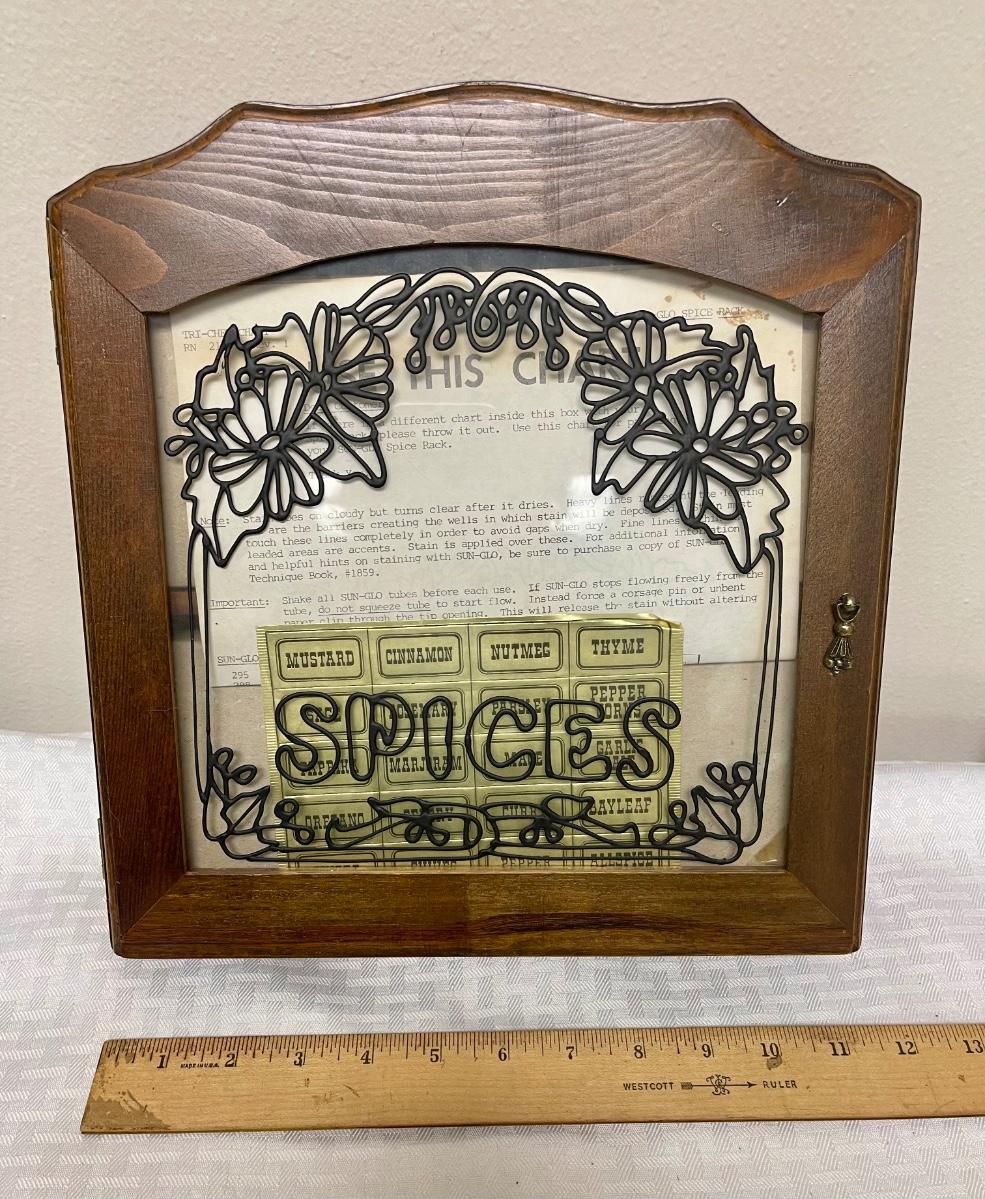 TRI-CHE
GLO SPICE RACK
RN
THIS
different chart inside this box
please throw it out. Use this
Spice Rack.
Note: cloudy but turns clear after it dries. Heavy lines
are the barriers creating the wells in which stain will be
touch these lines completely in order to avoid gaps when dry. Fine lines
leaded areas are accents. Stain is applied over these. For additional information
and helpful hints on staining with SUN-GLO, be sure to purchase a copy of SUN-
Technique Book, #1859.
Important: Shake all SUN-GLO tubes before each use. If SUN-GLO stops flowing freely from the
tube, do not squeeze tube to start flow. Instead force a corsage pin or unbent
paper clip through the tip opening. This will release the stain without altering
SUN-GLO
295
MUSTARD CINNAMON NUTMEG THYME
ROSEMARY PARSLEY PEPPER CORNS
SPICES
PAPRIKA MARJORAM MACE GARLIC
OREGANO BAYLEAF
PEPPER ALLSPICE
1 2 3 4 5 6 7 8 9 10 11 12 13
MADE IN U.S.A.
WESTCOTT RULER